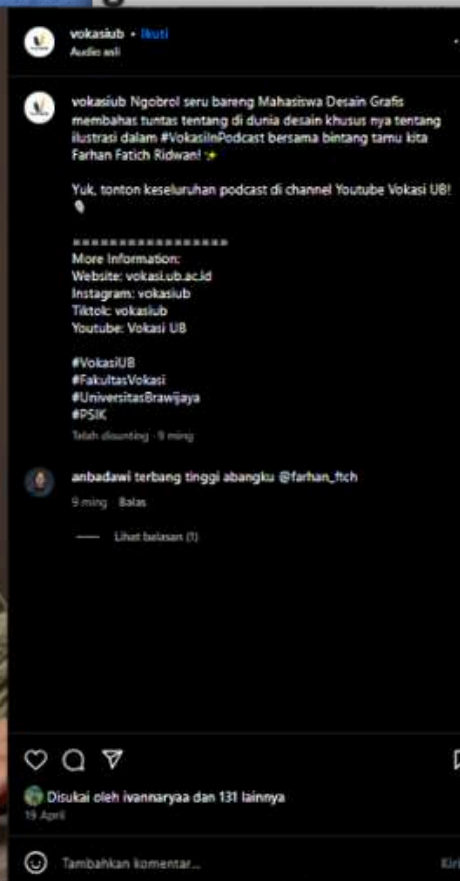 vokasiub • Ikuti
Audio asli
vokasiub Ngobrol seru bareng Mahasiswa Desain Grafis
membahas tuntas tentang di dunia desain khusus nya tentang
ilustrasi dalam #VokasiInPodcast bersama bintang tamu kita
Farhan Fatich Ridwan! ✨
Yuk, tonton keseluruhan podcast di channel Youtube Vokasi UB!
🎙
=================
More Information:
Website: vokasi.ub.ac.id
Instagram: vokasiub
Tiktok: vokasiub
Youtube: Vokasi UB
#VokasiUB
#FakultasVokasi
#UniversitasBrawijaya
#PSIK
Telah disunting · 9 ming
anbadawi terbang tinggi abangku @farhan_ftch
9 ming Balas
Lihat balasan (1)
Disukai oleh ivannaryaa dan 131 lainnya
19 April
Tambahkan komentar...